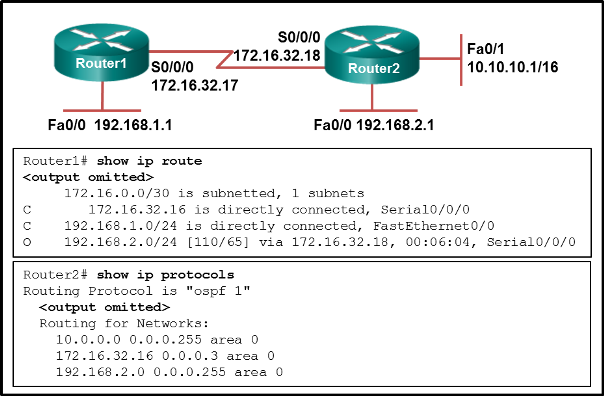 S0/0/0
172.16.32.18
Fa0/1
10.10.10.1/16
Router1
S0/0/0
172.16.32.17
Router2
Fa0/0 192.168.1.1
Fa0/0 192.168.2.1
Router1# show ip route
<output omitted>
172.16.0.0/30 is subnetted, 1 subnets
C 172.16.32.16 is directly connected, Serial0/0/0
C 192.168.1.0/24 is directly connected, FastEthernet0/0
O 192.168.2.0/24 [110/65] via 172.16.32.18, 00:06:04, Serial0/0/0
Router2# show ip protocols
Routing Protocol is "ospf 1"
<output omitted>
Routing for Networks:
10.0.0.0 0.0.0.255 area 0
172.16.32.16 0.0.0.3 area 0
192.168.2.0 0.0.0.255 area 0